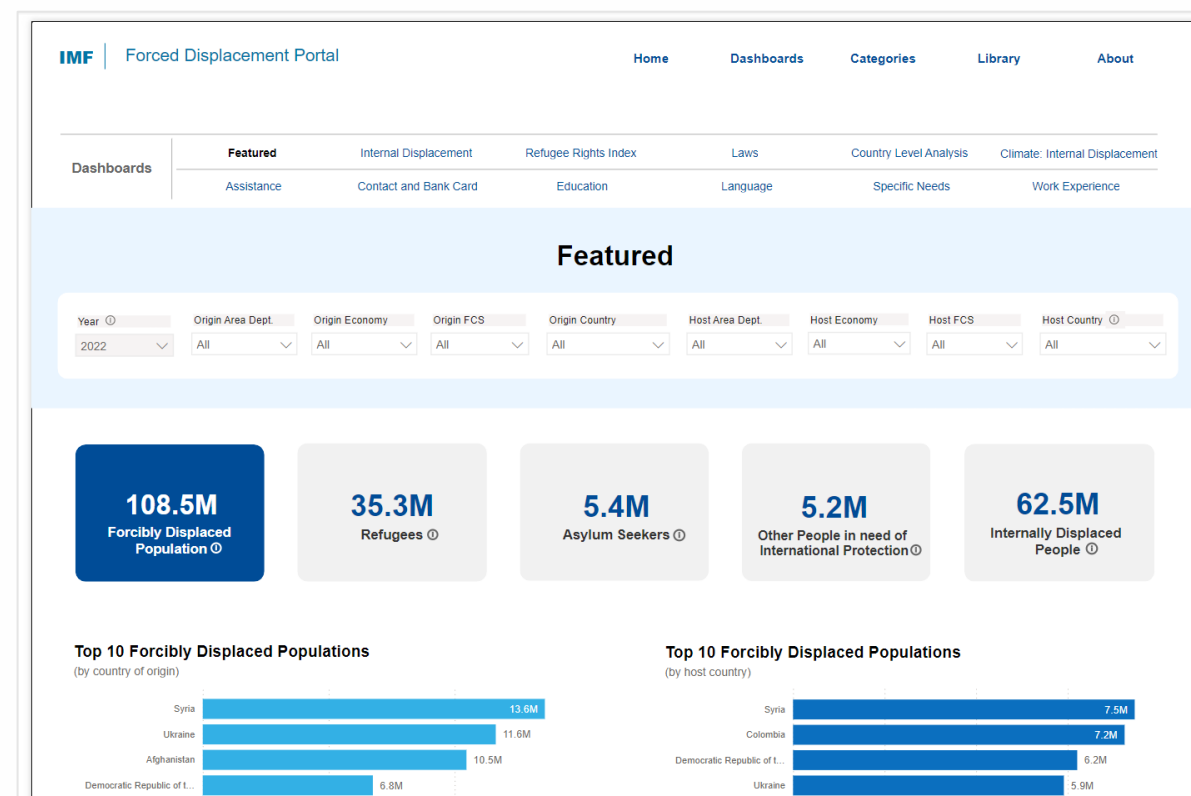 IMF Forced Displacement Portal Home Dashboards Categories Library About
Dashboards
Featured Internal Displacement Refugee Rights Index Laws Country Level Analysis Climate: Internal Displacement
Assistance Contact and Bank Card Education Language Specific Needs Work Experience
Featured
Year Origin Area Dept. Origin Economy Origin FCS Origin Country Host Area Dept. Host Economy Host FCS Host Country
2022 All All All All All All All All
108.5M
Forcibly Displaced
Population
35.3M
Refugees
5.4M
Asylum Seekers
5.2M
Other People in need of
International Protection
62.5M
Internally Displaced
People
Top 10 Forcibly Displaced Populations
(by country of origin)
Syria 13.6M
Ukraine 11.6M
Afghanistan 10.5M
Democratic Republic of t... 6.8M
Top 10 Forcibly Displaced Populations
(by host country)
Syria 7.5M
Colombia 7.2M
Democratic Republic of t... 6.2M
Ukraine 5.9M